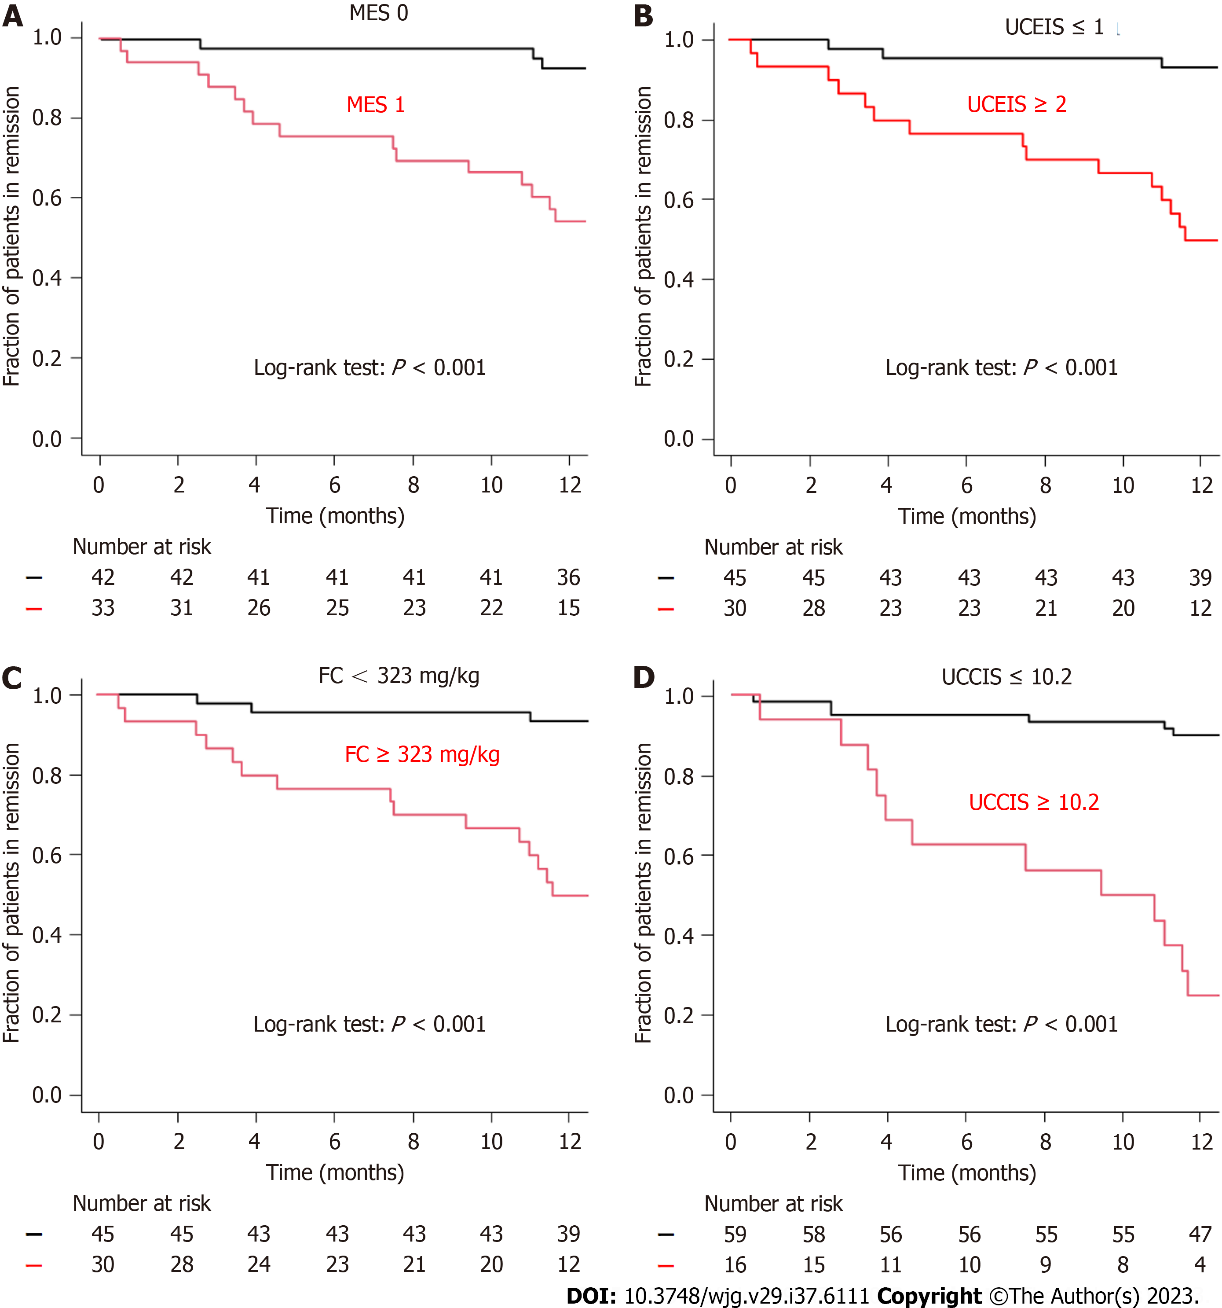 A
MES 0
1.0
0.8
0.6
0.4
0.2
0.0
Fraction of patients in remission
MES 1
Log-rank test: P < 0.001
0 2 4 6 8 10 12
Time (months)
Number at risk
42 42 41 41 41 41 36
33 31 26 25 23 22 15
B
UCEIS ≤ 1
1.0
0.8
0.6
0.4
0.2
0.0
Fraction of patients in remission
UCEIS ≥ 2
Log-rank test: P < 0.001
0 2 4 6 8 10 12
Time (months)
Number at risk
45 45 43 43 43 43 39
30 28 23 23 21 20 12
C
FC < 323 mg/kg
1.0
0.8
0.6
0.4
0.2
0.0
Fraction of patients in remission
FC ≥ 323 mg/kg
Log-rank test: P < 0.001
0 2 4 6 8 10 12
Time (months)
Number at risk
45 45 43 43 43 43 39
30 28 24 23 21 20 12
D
UCCIS ≤ 10.2
1.0
0.8
0.6
0.4
0.2
0.0
Fraction of patients in remission
UCCIS ≥ 10.2
Log-rank test: P < 0.001
0 2 4 6 8 10 12
Time (months)
Number at risk
59 58 56 56 55 55 47
16 15 11 10 9 8 4
DOI: 10.3748/wjg.v29.i37.6111 Copyright ©The Author(s) 2023.